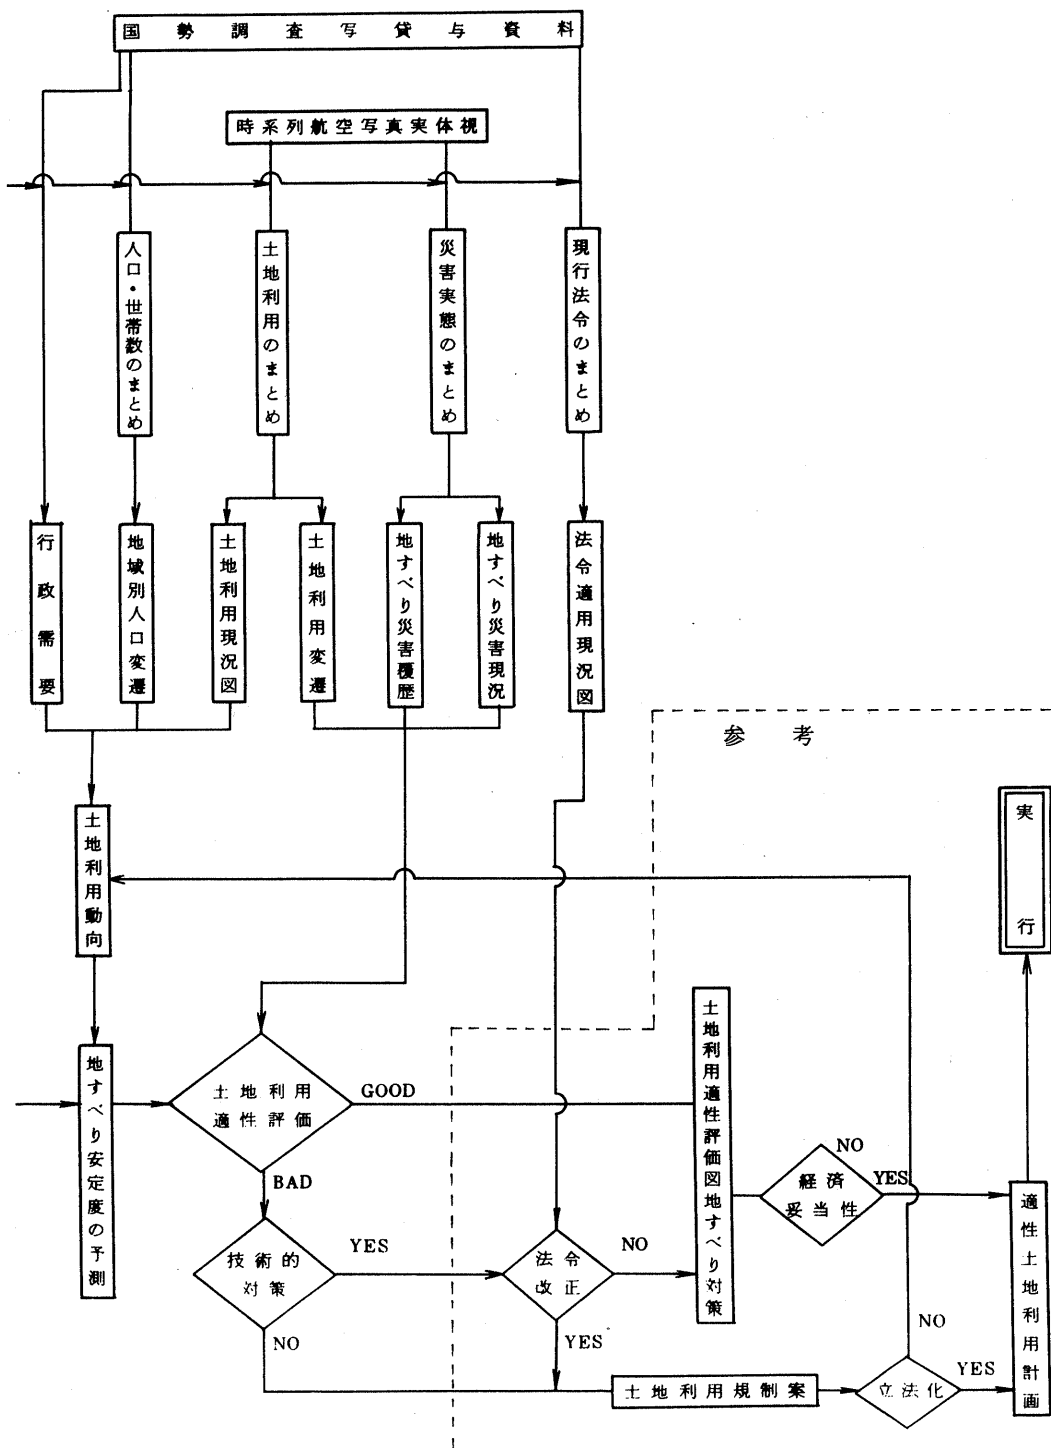 国勢調査写貸与資料
時系列航空写真実体視
人口・世帯数のまとめ
土地利用のまとめ
災害実態のまとめ
現行法令のまとめ
行政需要
地域別人口変遷
土地利用現況図
土地利用変遷
地すべり災害履歴
地すべり災害現況
法令適用現況図
参考
土地利用動向
実行
地すべり安定度の予測
土地利用
適性評価
GOOD
BAD
土地利用適性評価図地すべり対策
経済
妥当性
NO
YES
適性土地利用計画
技術的
対策
YES
NO
法令
改正
NO
YES
土地利用規制案
立法化
NO
YES